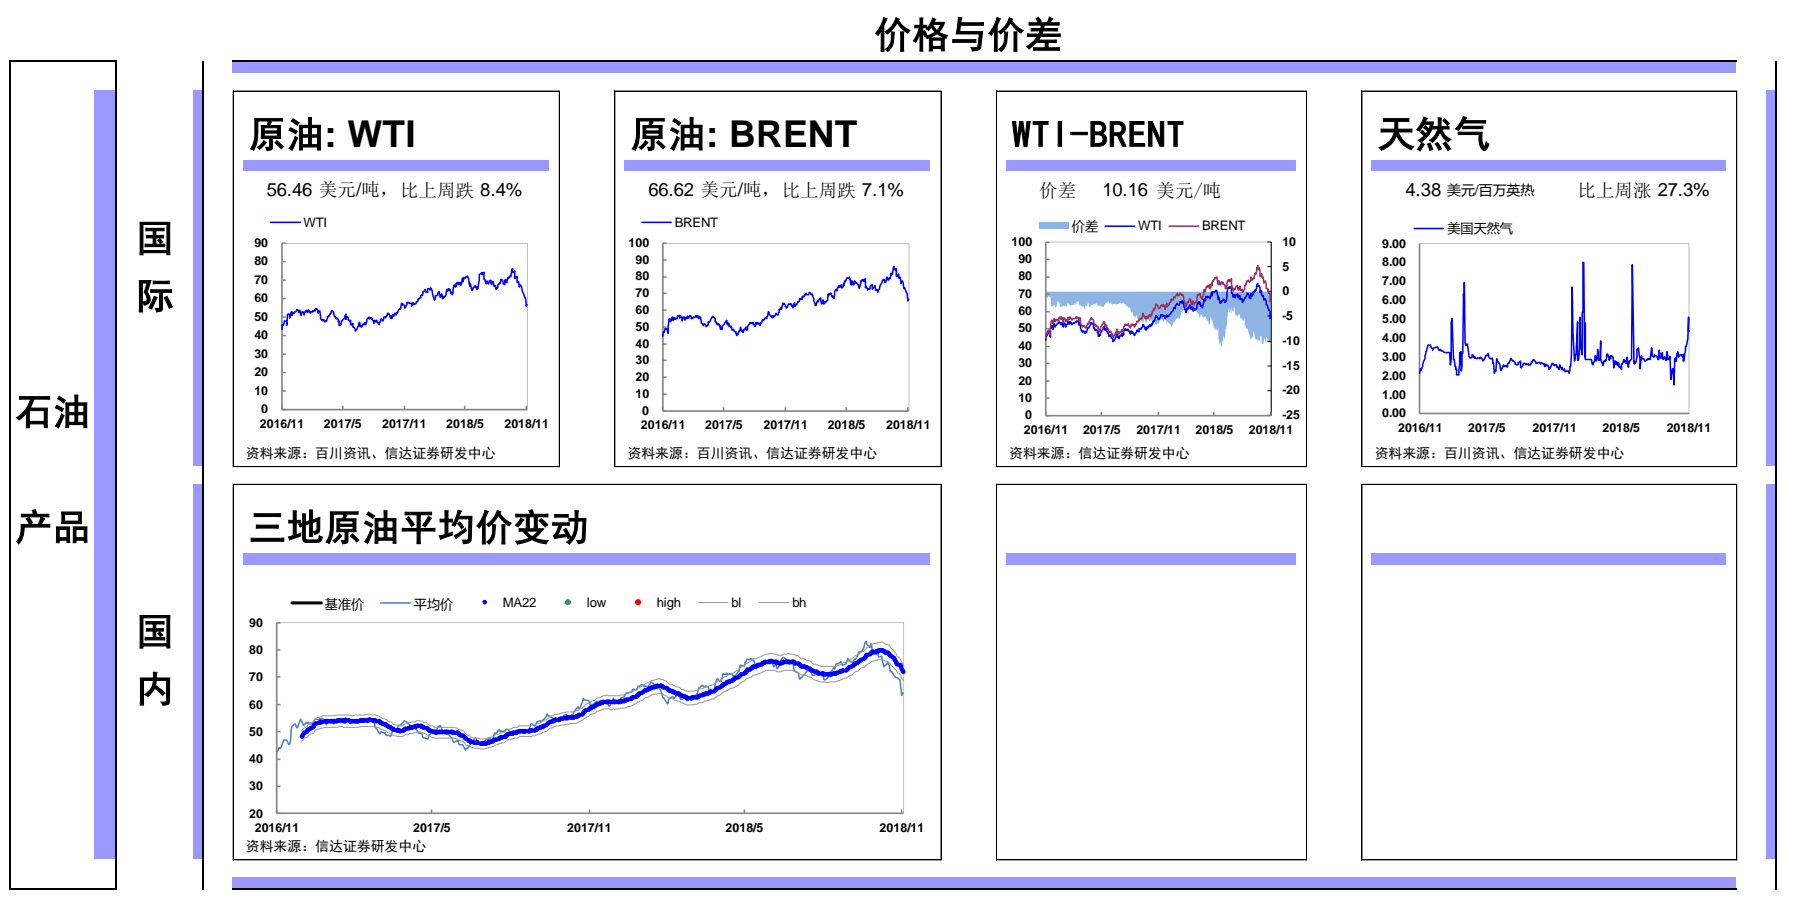 价格与价差
石油
产品
国
际
原油: WTI
56.46 美元/吨，比上周跌 8.4%
WTI
90
80
70
60
50
40
30
20
10
0
2016/11 2017/5 2017/11 2018/5 2018/11
资料来源：百川资讯、信达证券研发中心
原油: BRENT
66.62 美元/吨，比上周跌 7.1%
BRENT
100
90
80
70
60
50
40
30
20
10
0
2016/11 2017/5 2017/11 2018/5 2018/11
资料来源：百川资讯、信达证券研发中心
WTI-BRENT
价差 10.16 美元/吨
价差 WTI BRENT
100
90
80
70
60
50
40
30
20
10
0
10
5
0
-5
-10
-15
-20
-25
2016/11 2017/5 2017/11 2018/5 2018/11
资料来源：信达证券研发中心
天然气
4.38 美元/百万英热 比上周涨 27.3%
美国天然气
9.00
8.00
7.00
6.00
5.00
4.00
3.00
2.00
1.00
0.00
2016/11 2017/5 2017/11 2018/5 2018/11
资料来源：百川资讯、信达证券研发中心
国
内
三地原油平均价变动
基准价 平均价 MA22 low high bl bh
90
80
70
60
50
40
30
20
2016/11 2017/5 2017/11 2018/5 2018/11
资料来源：信达证券研发中心